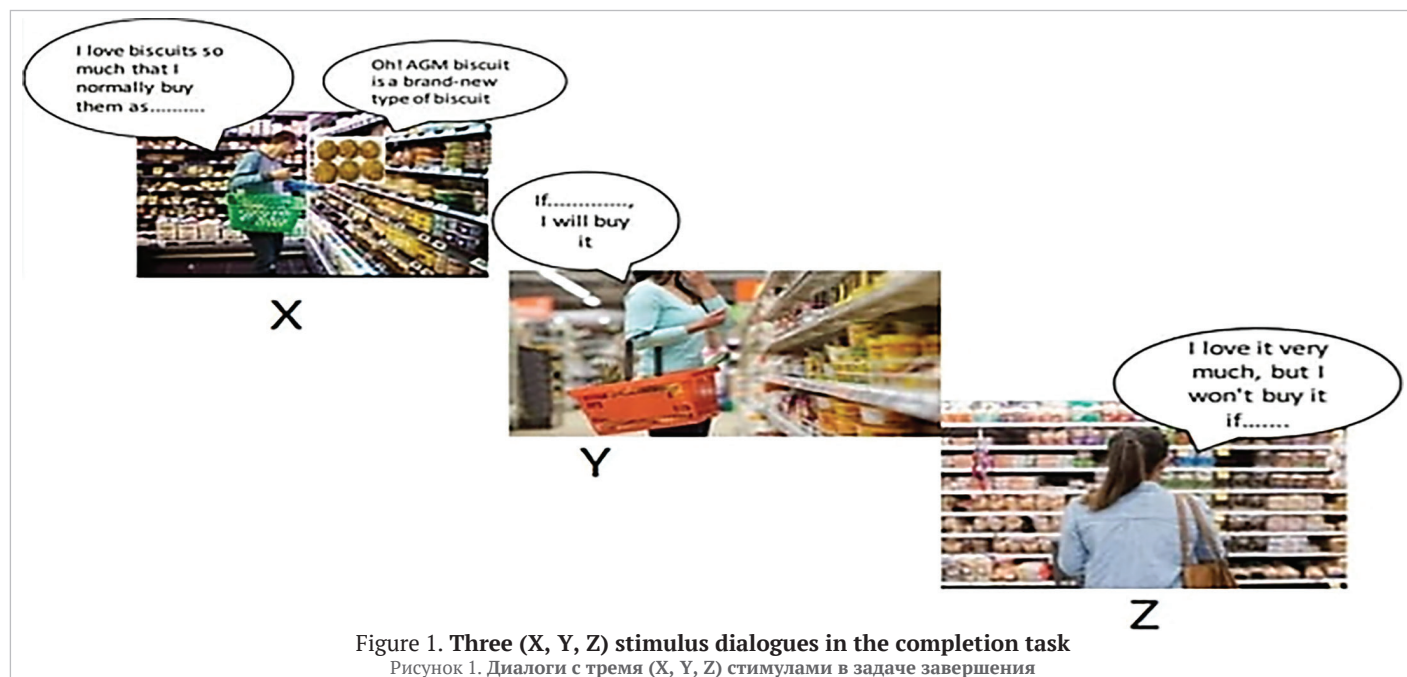 I love biscuits so
much that I
normally buy
them as..........
Oh! AGM biscuit
is a brand-new
type of biscuit
X
If.............,
I will buy
it
Y
I love it very
much, but I
won't buy it
if.......
Z
Figure 1. Three (X, Y, Z) stimulus dialogues in the completion task
Рисунок 1. Диалоги с тремя (X, Y, Z) стимулами в задаче завершения